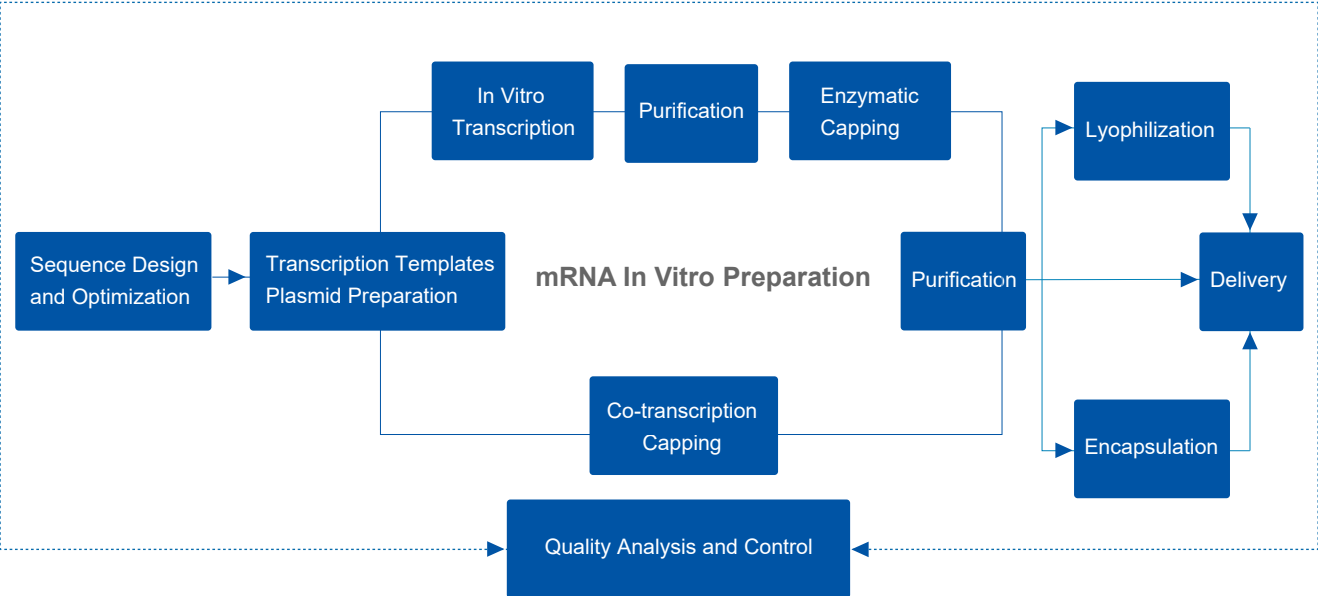 In Vitro
Transcription
Purification
Enzymatic
Capping
Lyophilization
Sequence Design
and Optimization
Transcription Templates
Plasmid Preparation
mRNA In Vitro Preparation
Purification
Delivery
Co-transcription
Capping
Encapsulation
Quality Analysis and Control